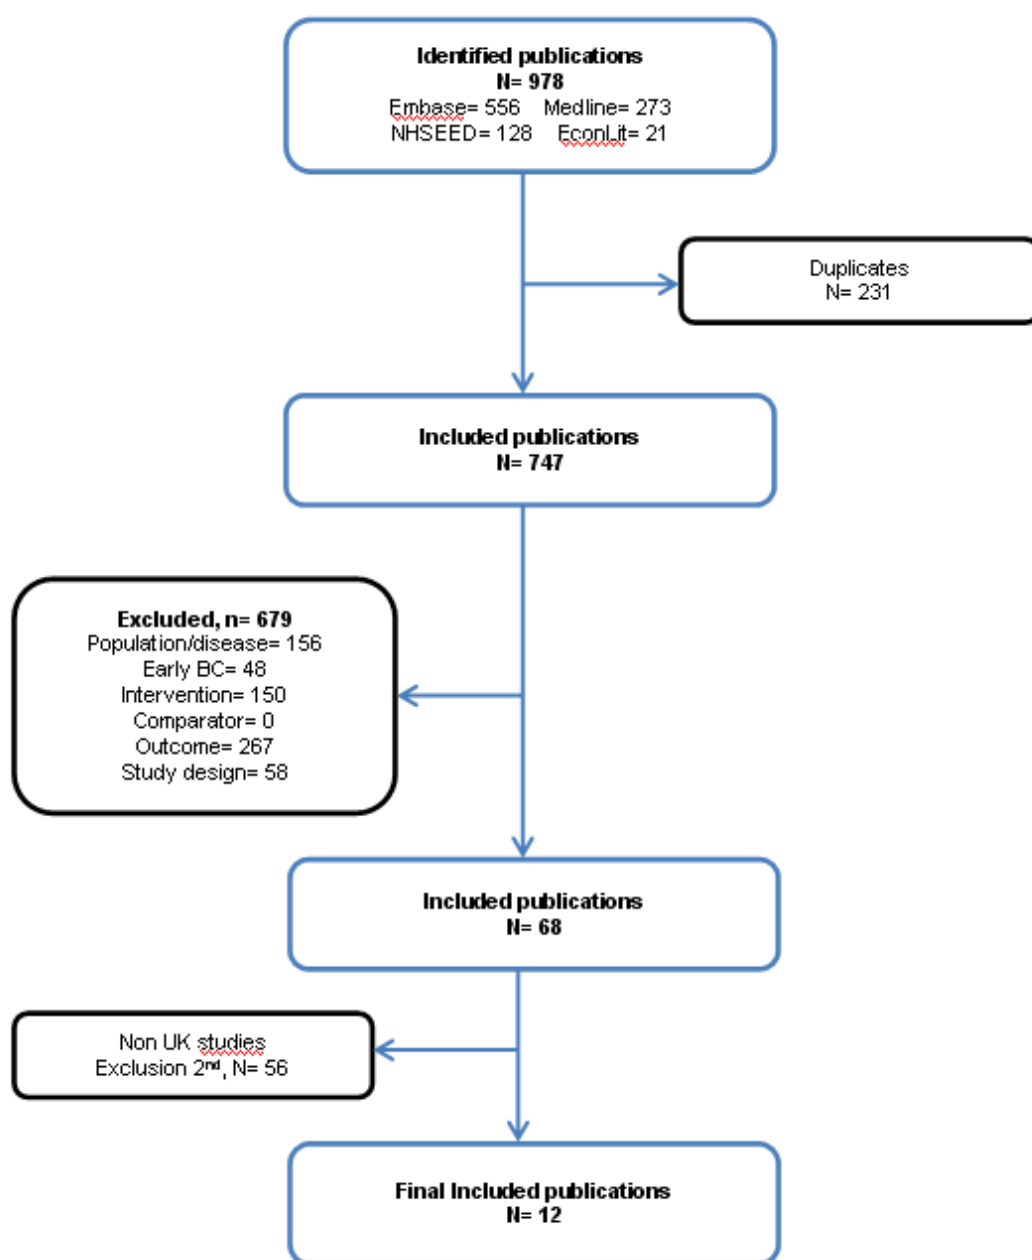 Identified publications
N= 978
Embase= 556 Medline= 273
NHSEED= 128 EconLit= 21
Duplicates
N= 231
Included publications
N= 747
Excluded, n= 679
Population/disease= 156
Early BC= 48
Intervention= 150
Comparator= 0
Outcome= 267
Study design= 58
Included publications
N= 68
Non UK studies
Exclusion 2nd, N= 56
Final Included publications
N= 12